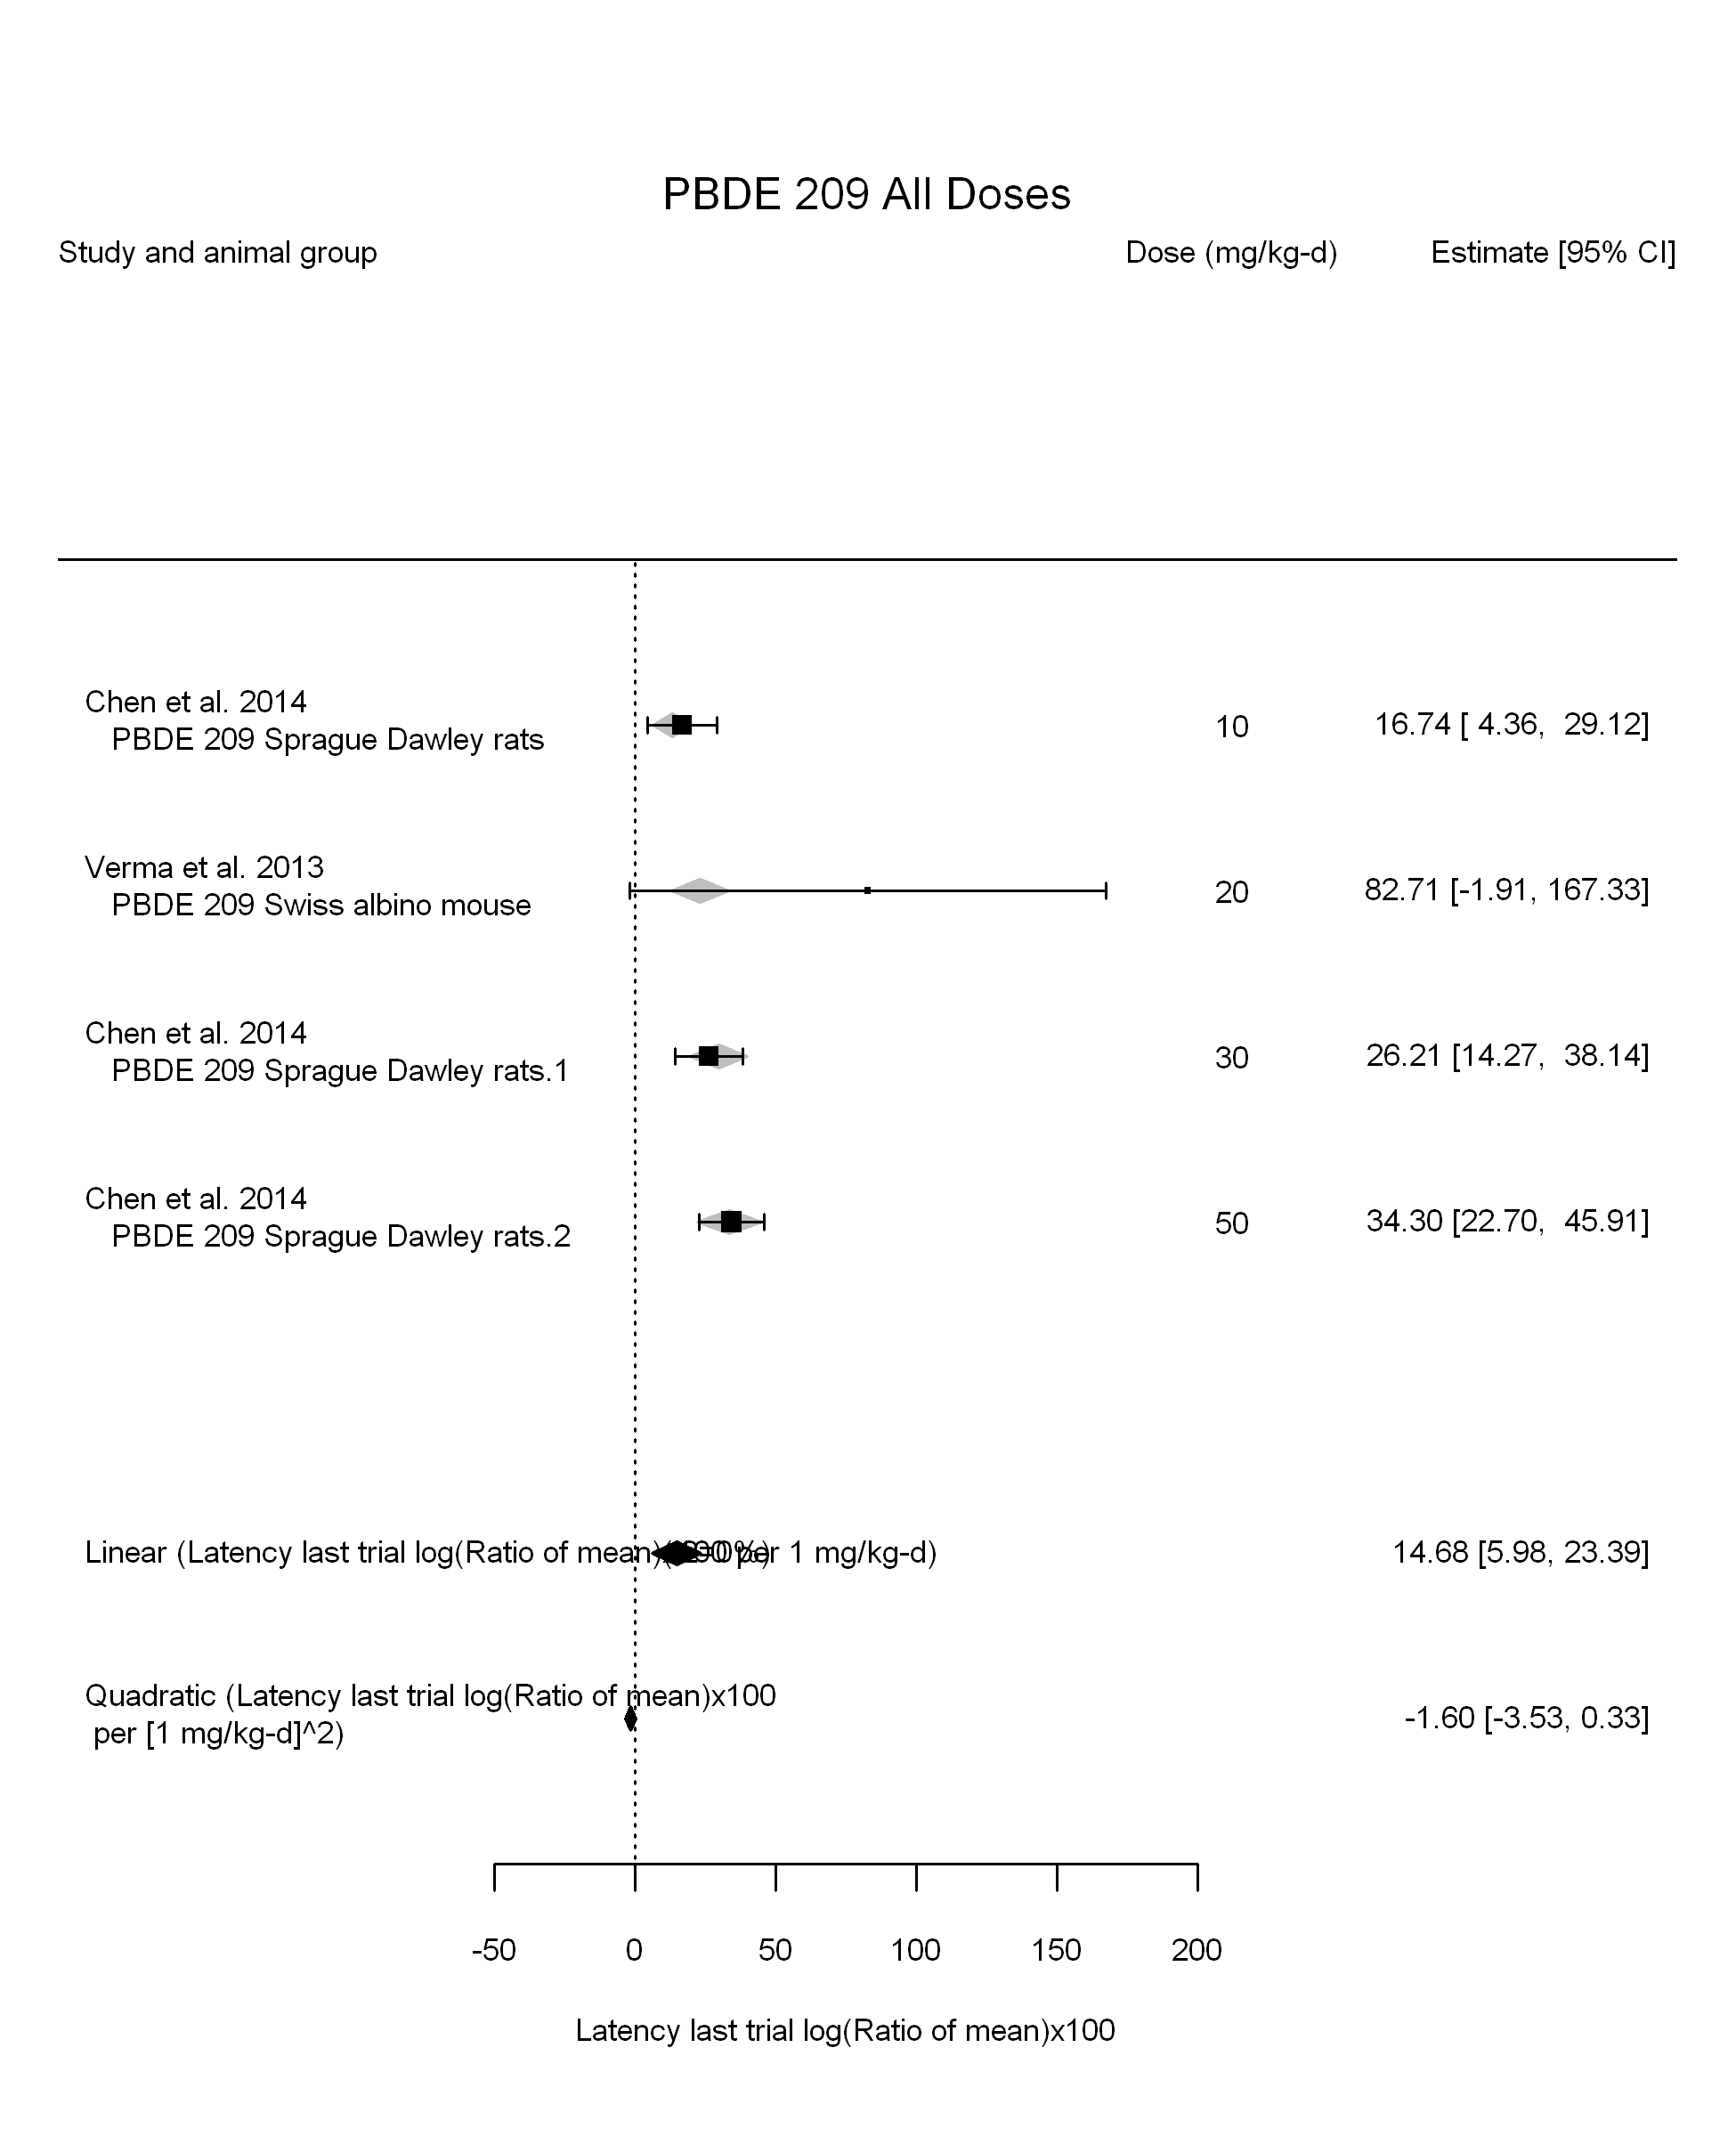 PBDE 209 All Doses
Study and animal group Dose (mg/kg-d) Estimate [95% CI]
Chen et al. 2014
PBDE 209 Sprague Dawley rats 10 16.74 [ 4.36, 29.12]
Verma et al. 2013
PBDE 209 Swiss albino mouse 20 82.71 [-1.91, 167.33]
Chen et al. 2014
PBDE 209 Sprague Dawley rats.1 30 26.21 [14.27, 38.14]
Chen et al. 2014
PBDE 209 Sprague Dawley rats.2 50 34.30 [22.70, 45.91]
Linear (Latency last trial log(Ratio of mean) per 1 mg/kg-d) 14.68 [5.98, 23.39]
Quadratic (Latency last trial log(Ratio of mean)x100
per [1 mg/kg-d]^2) -1.60 [-3.53, 0.33]
-50 0 50 100 150 200
Latency last trial log(Ratio of mean)x100